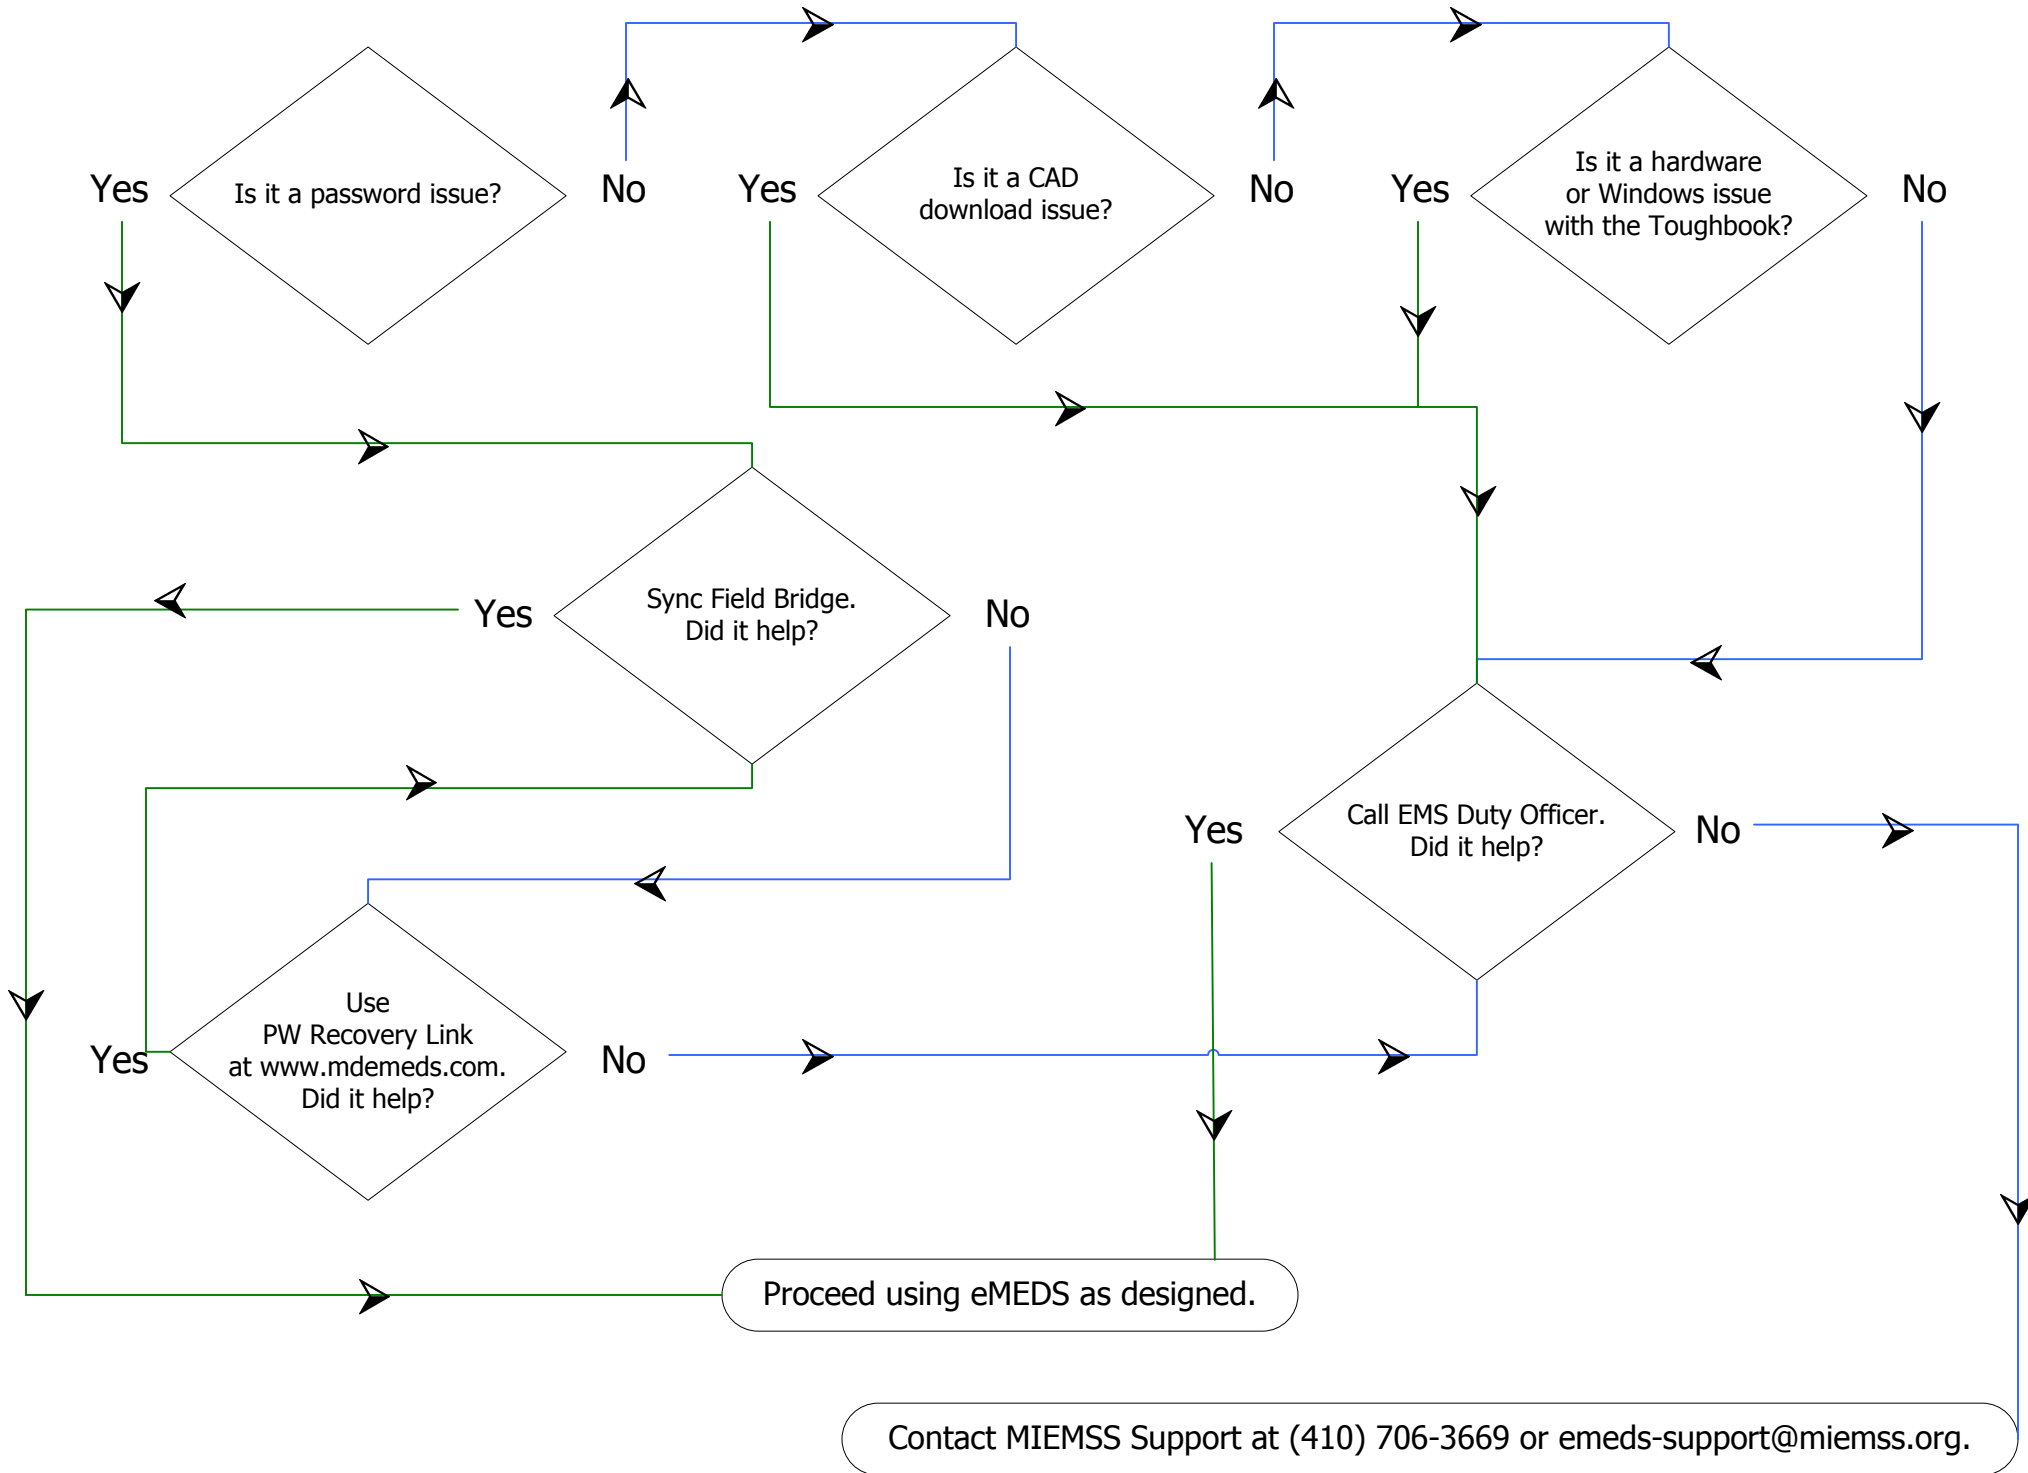 Yes
Is it a password issue?
No
Yes
Is it a CAD
download issue?
No
Yes
Is it a hardware
or Windows issue
with the Toughbook?
No
Yes
Sync Field Bridge.
Did it help?
No
Yes
Call EMS Duty Officer.
Did it help?
No
Yes
Use
PW Recovery Link
at www.mdemeds.com.
Did it help?
No
Proceed using eMEDS as designed.
Contact MIEMSS Support at (410) 706-3669 or emeds-support@miemss.org.